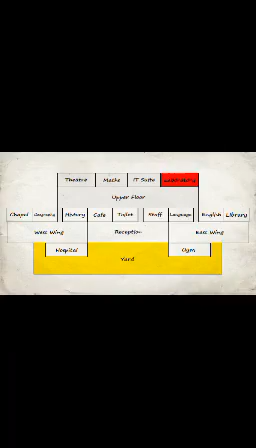 Theatre Maths IT Suite Laboratory
Upper Floor
Chapel Geography History Cafe Toilet Staff Language English Library
West Wing Reception East Wing
Hospital Gym
Yard